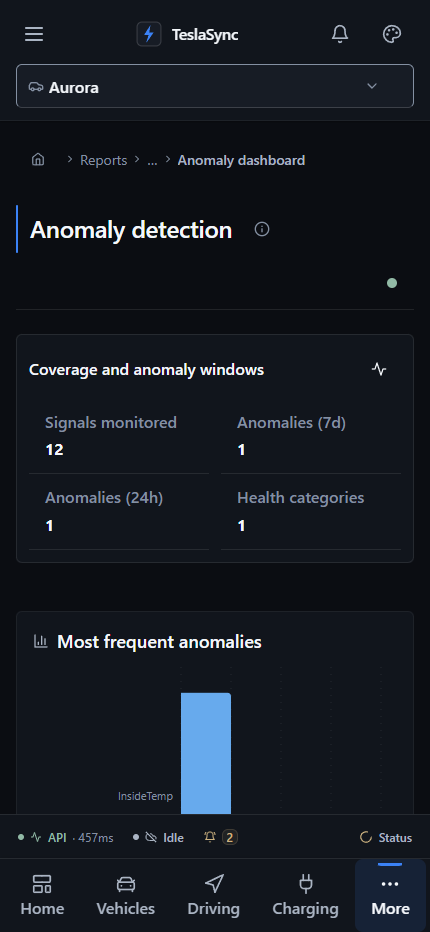 TeslaSync
Aurora
Reports › ... › Anomaly dashboard
Anomaly detection
Coverage and anomaly windows
Signals monitored
12
Anomalies (7d)
1
Anomalies (24h)
1
Health categories
1
Most frequent anomalies
InsideTemp
API · 457ms
Idle
2
Status
Home
Vehicles
Driving
Charging
More